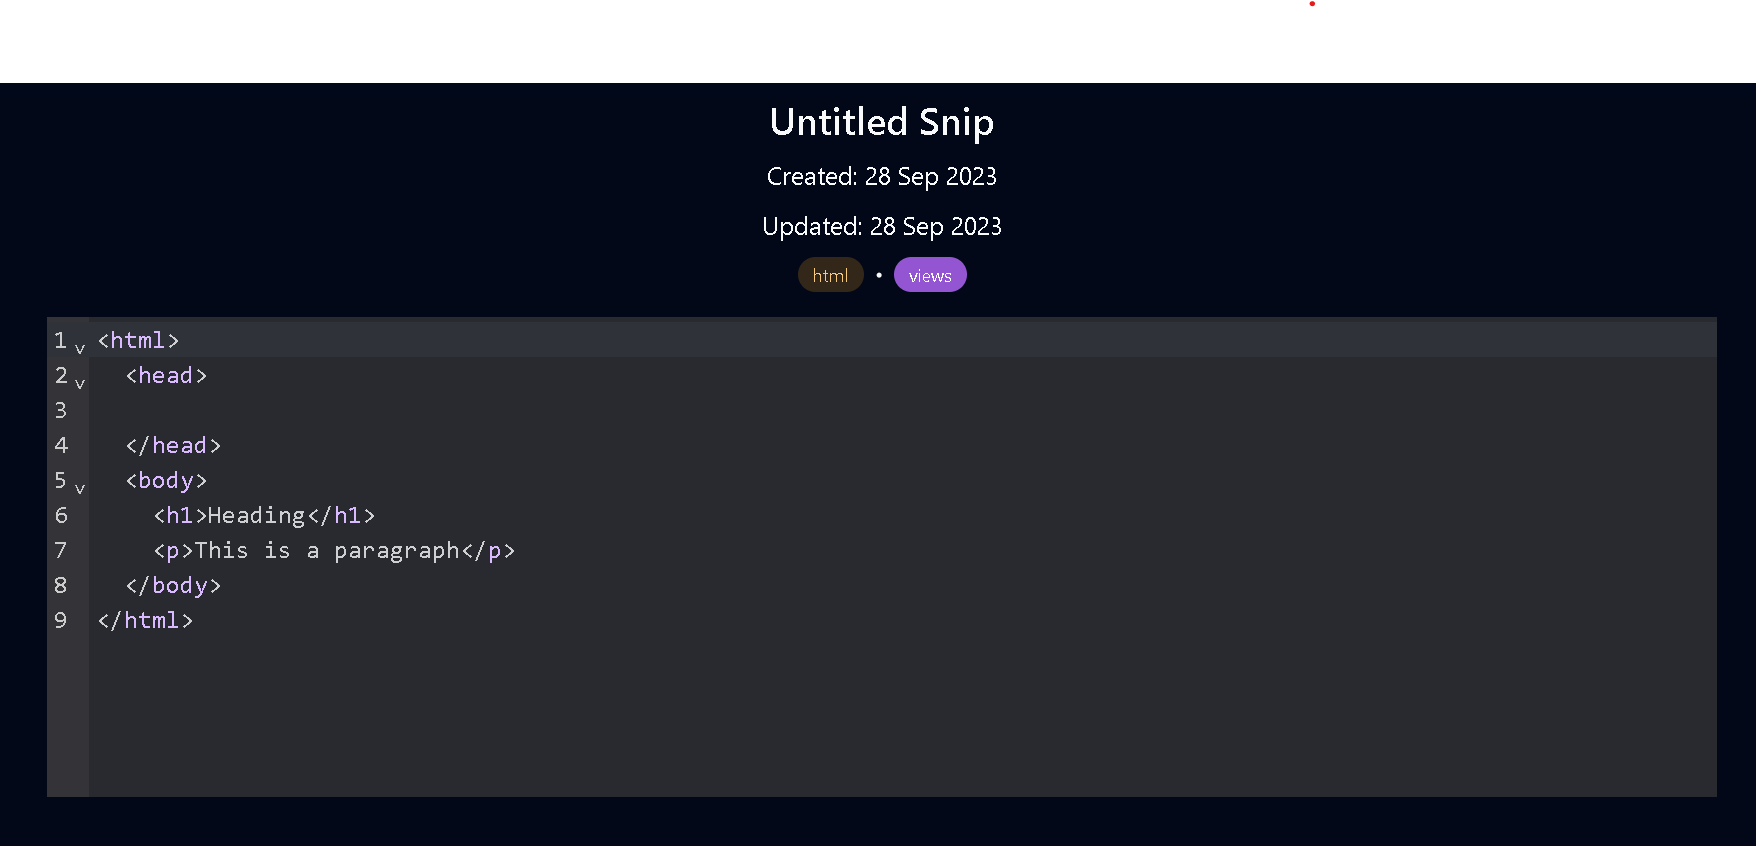 Untitled Snip
Created: 28 Sep 2023
Updated: 28 Sep 2023
html • views
1 v <html>
2 v   <head>
3
4   </head>
5 v   <body>
6     <h1>Heading</h1>
7     <p>This is a paragraph</p>
8   </body>
9 </html>